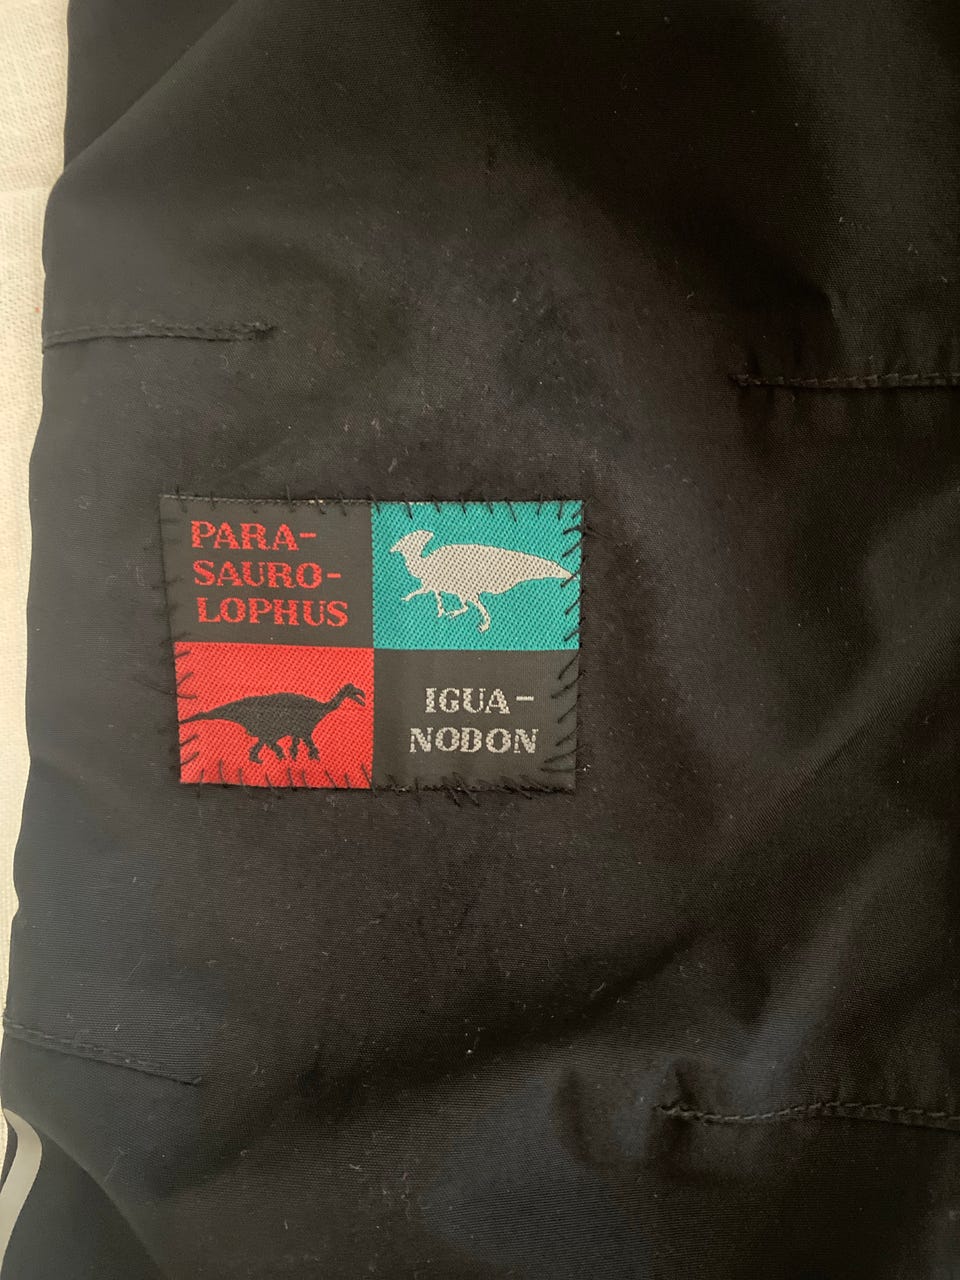 PARA-
SAURO-
LOPHUS
IGUA-
NODON